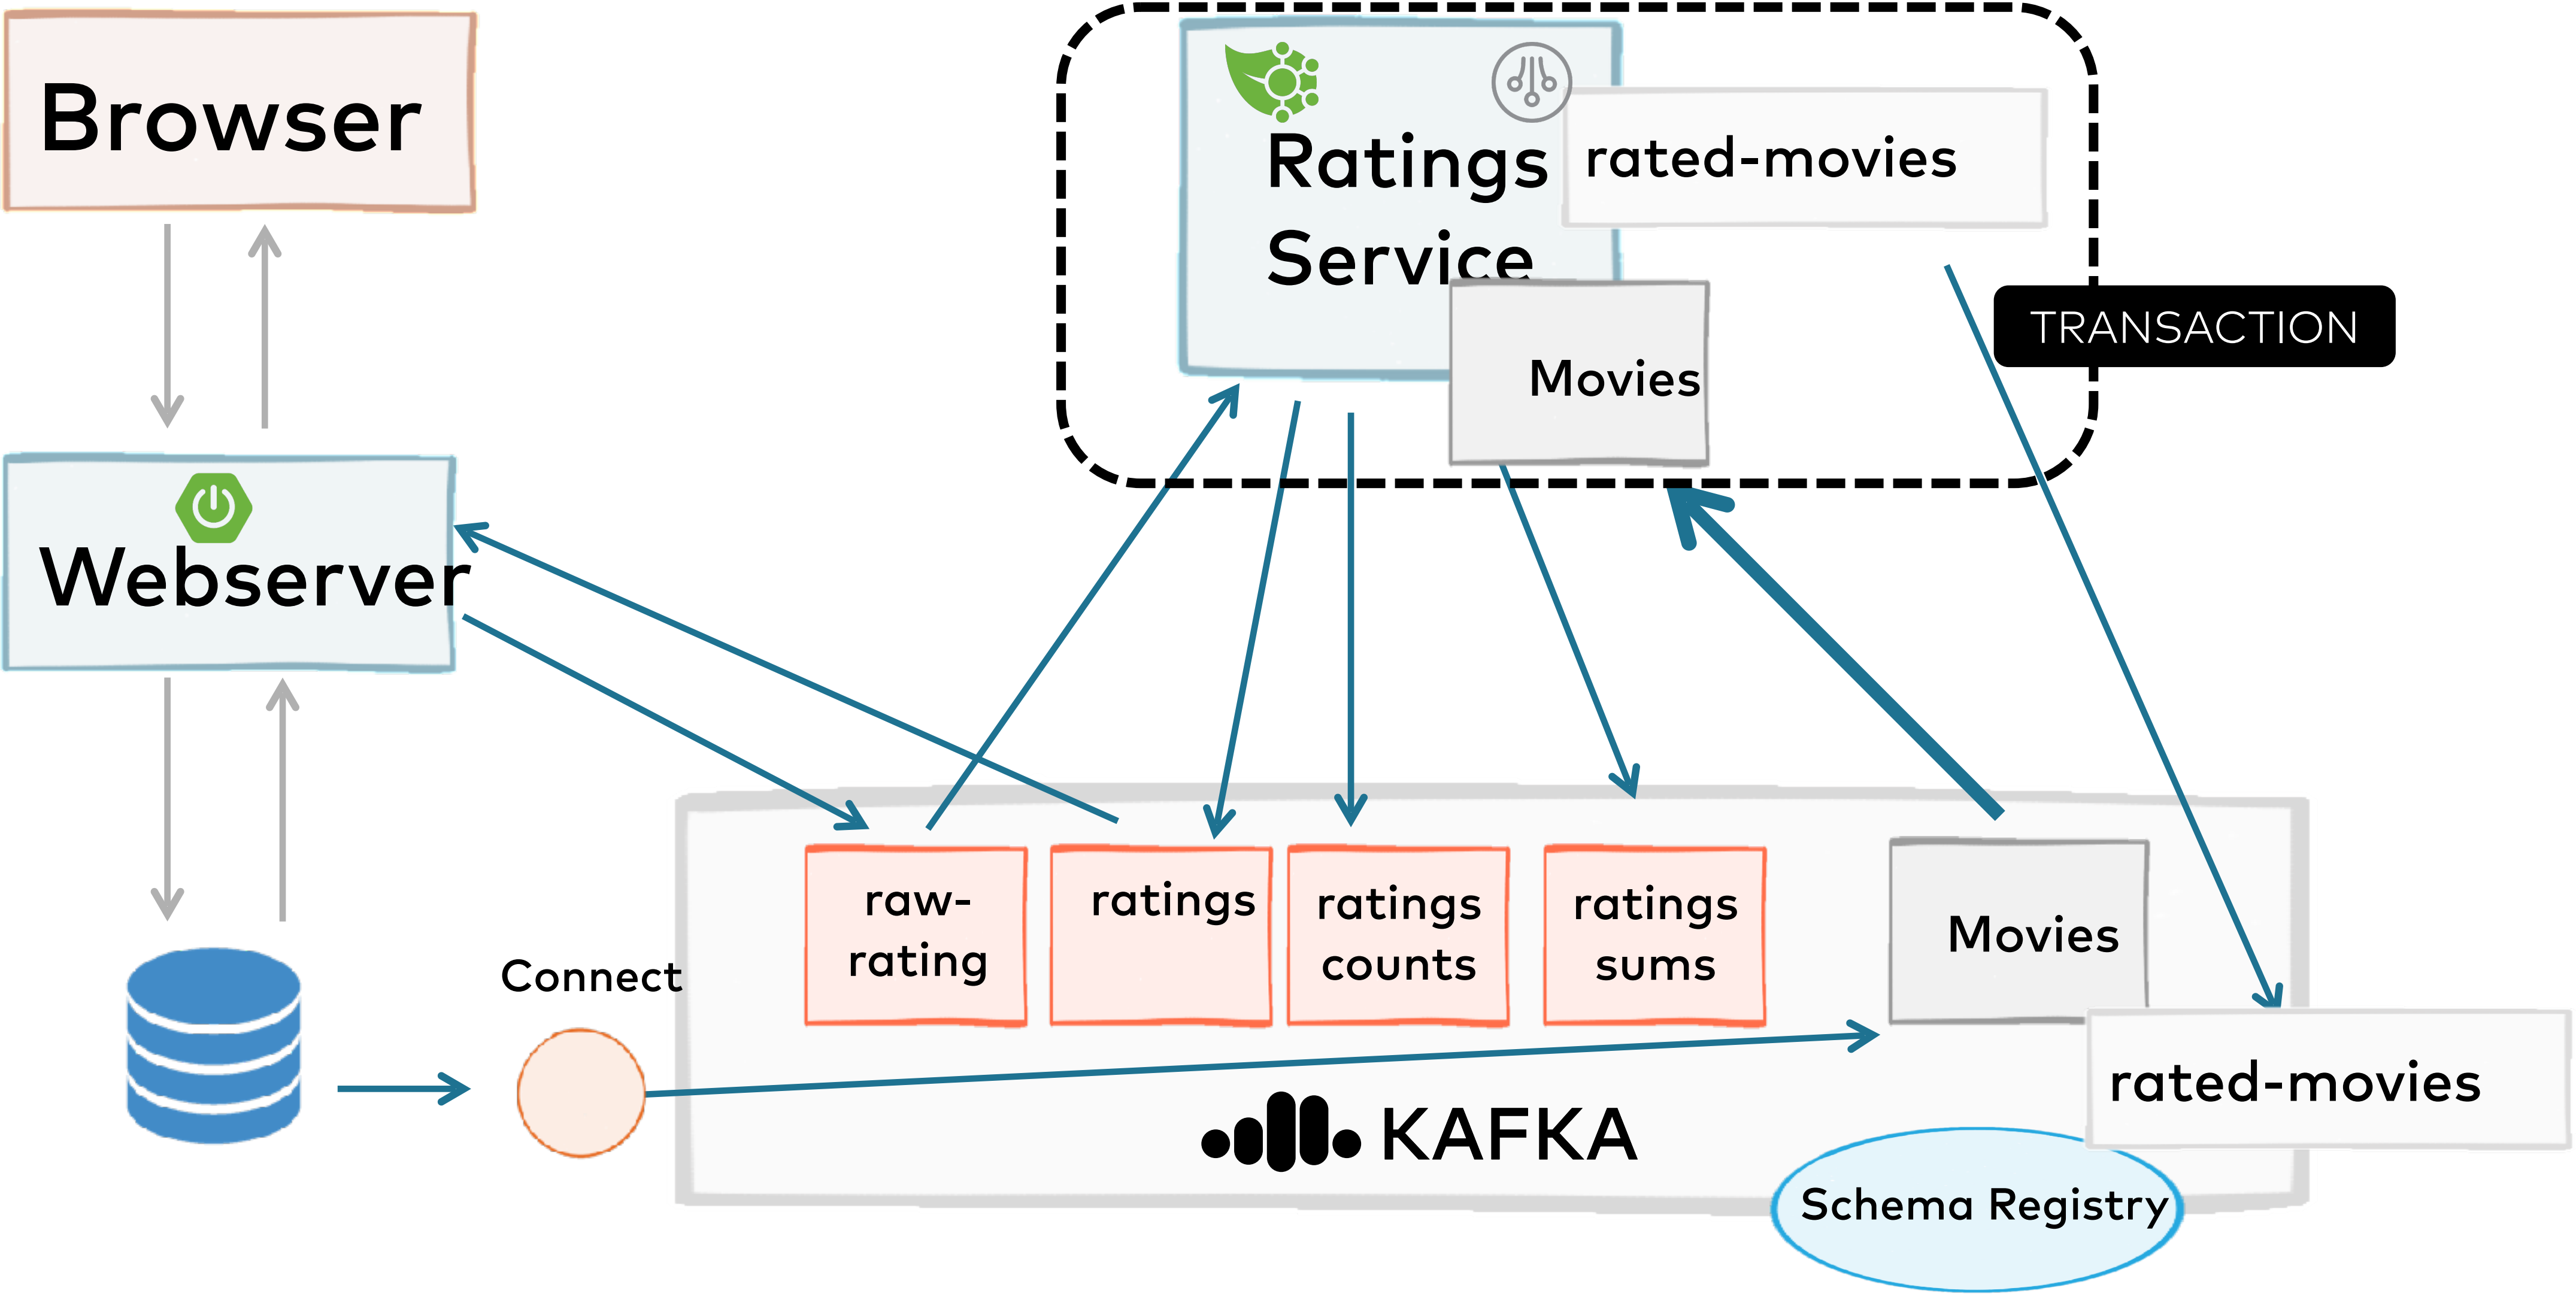 Browser
Ratings
Service
rated-movies
Movies
TRANSACTION
Webserver
Connect
raw-
rating
ratings
ratings
counts
ratings
sums
Movies
rated-movies
KAFKA
Schema Registry